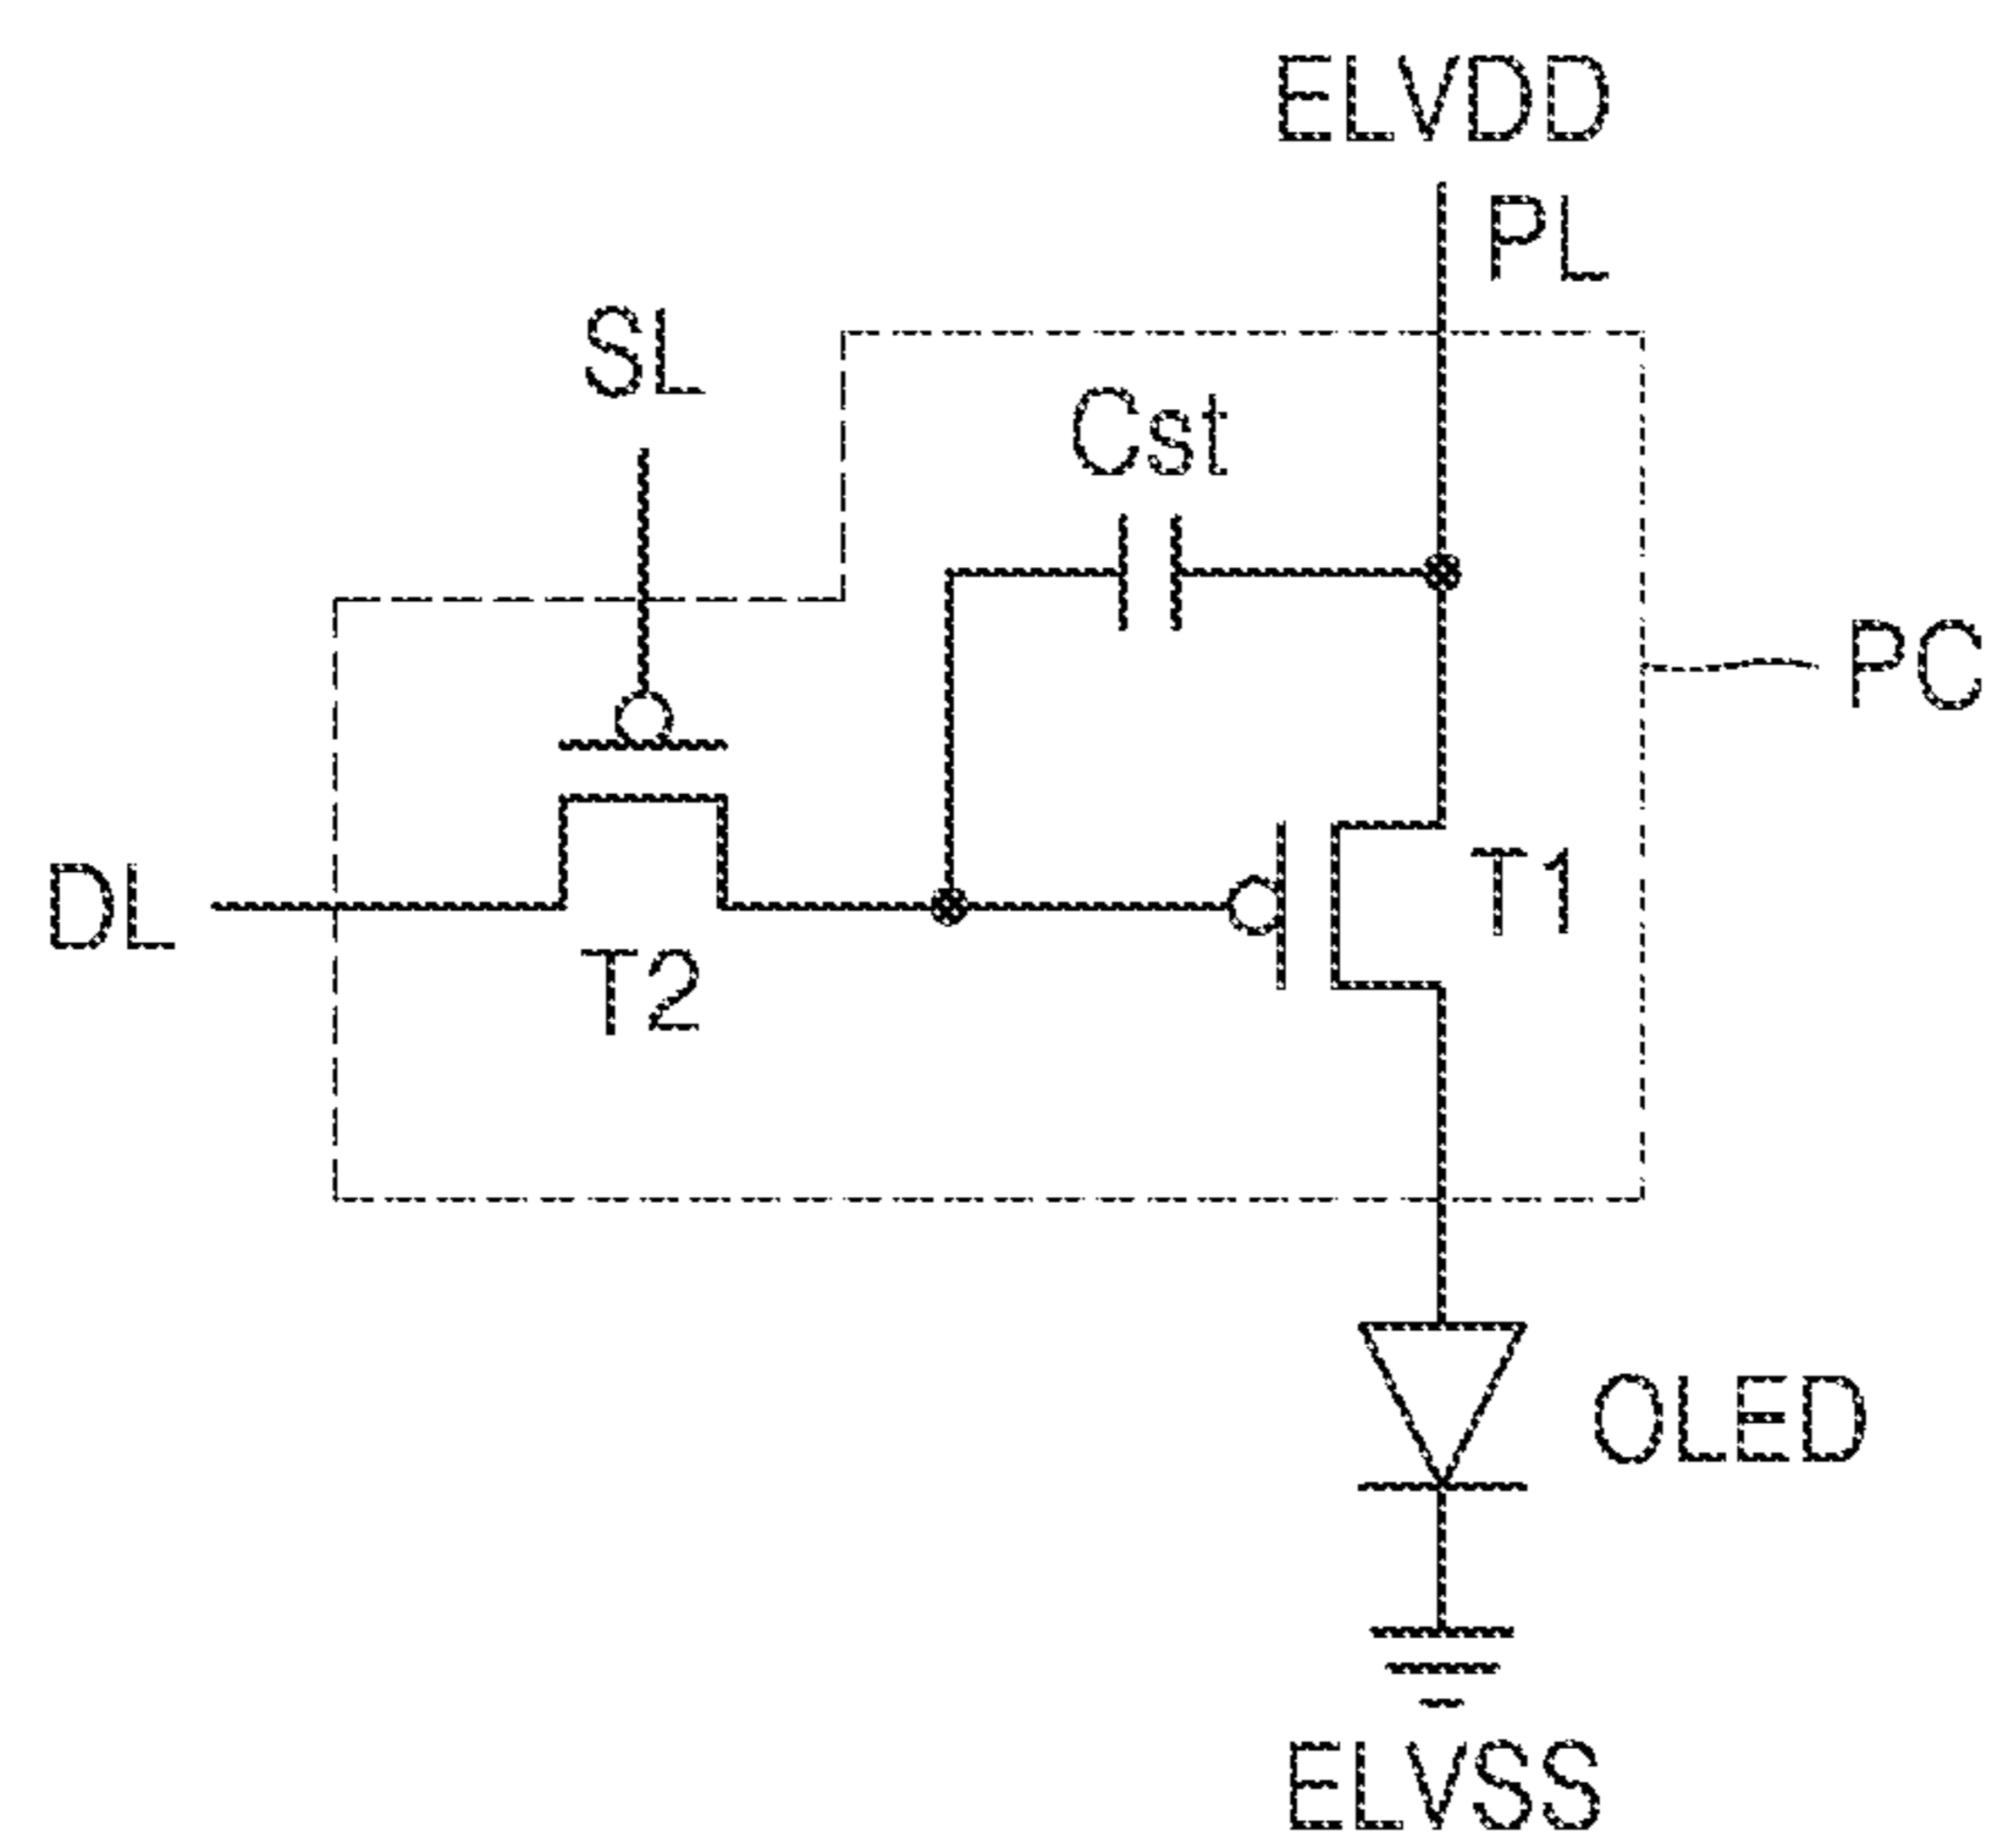 ELVDD
PL
SL
Cst
PC
DL
T1
T2
OLED
ELVSS